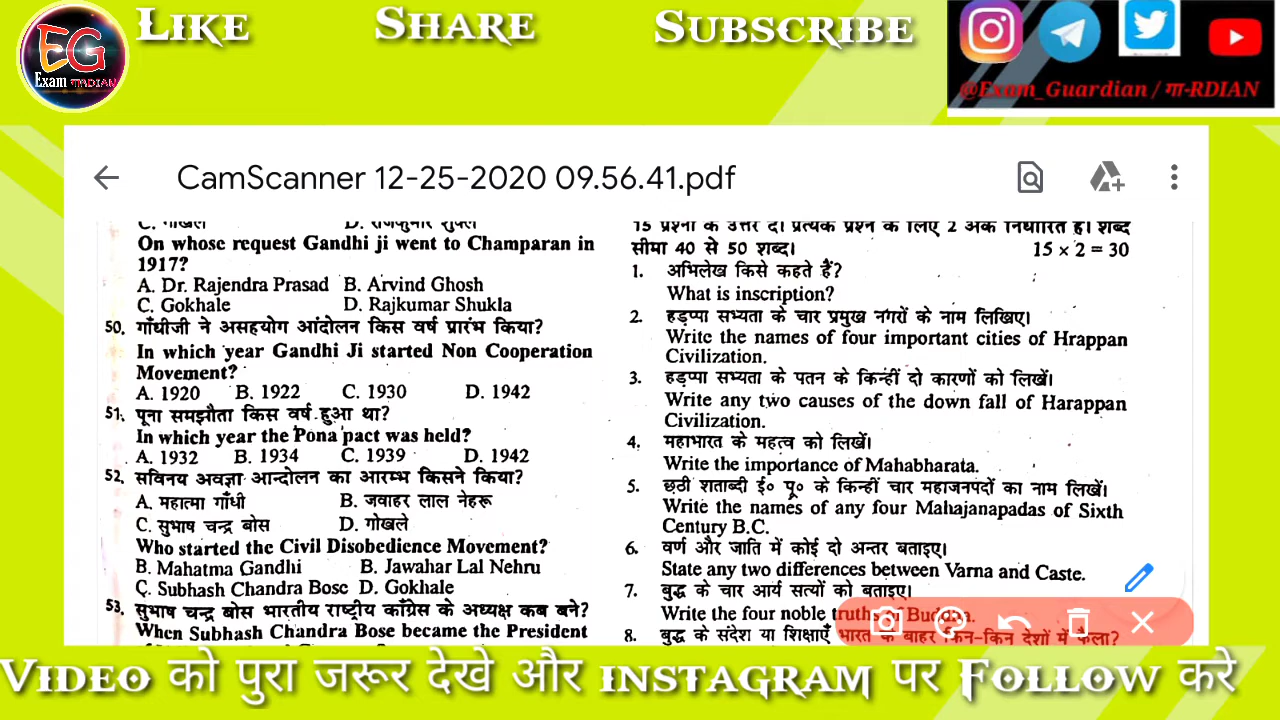 EG
Exam गाRDIAN
LIKE
SHARE
SUBSCRIBE
@Exam_Guardian / गा-RDIAN
CamScanner 12-25-2020 09.56.41.pdf
C. गोखले D. राजकुमार शुक्ल
On whose request Gandhi ji went to Champaran in
1917?
A. Dr. Rajendra Prasad B. Arvind Ghosh
C. Gokhale D. Rajkumar Shukla
50. गाँधीजी ने असहयोग आंदोलन किस वर्ष प्रारंभ किया?
In which year Gandhi Ji started Non Cooperation
Movement?
A. 1920 B. 1922 C. 1930 D. 1942
51. पूना समझौता किस वर्ष हुआ था?
In which year the Pona pact was held?
A. 1932 B. 1934 C. 1939 D. 1942
52. सविनय अवज्ञा आन्दोलन का आरम्भ किसने किया?
A. महात्मा गाँधी B. जवाहर लाल नेहरू
C. सुभाष चन्द्र बोस D. गोखले
Who started the Civil Disobedience Movement?
B. Mahatma Gandhi B. Jawahar Lal Nehru
C. Subhash Chandra Bose D. Gokhale
53. सुभाष चन्द्र बोस भारतीय राष्ट्रीय काँग्रेस के अध्यक्ष कब बने?
When Subhash Chandra Bose became the President
15 प्रश्नों के उत्तर दें। प्रत्येक प्रश्न के लिए 2 अंक निर्धारित है। शब्द
सीमा 40 से 50 शब्द। 15 x 2 = 30
1. अभिलेख किसे कहते हैं?
What is inscription?
2. हड़प्पा सभ्यता के चार प्रमुख नगरों के नाम लिखिए।
Write the names of four important cities of Hrappan
Civilization.
3. हड़प्पा सभ्यता के पतन के किन्हीं दो कारणों को लिखें।
Write any two causes of the down fall of Harappan
Civilization.
4. महाभारत के महत्व को लिखें।
Write the importance of Mahabharata.
5. छठी शताब्दी ई० पू० के किन्हीं चार महाजनपदों का नाम लिखें।
Write the names of any four Mahajanapadas of Sixth
Century B.C.
6. वर्ण और जाति में कोई दो अन्तर बताइए।
State any two differences between Varna and Caste.
7. बुद्ध के चार आर्य सत्यों को बताइए।
Write the four noble truths of Buddha.
8. बुद्ध के संदेश या शिक्षाएँ भारत के बाहर किन-किन देशों में फैला?
VIDEO को पुरा जरूर देखे और INSTAGRAM पर FOLLOW करे